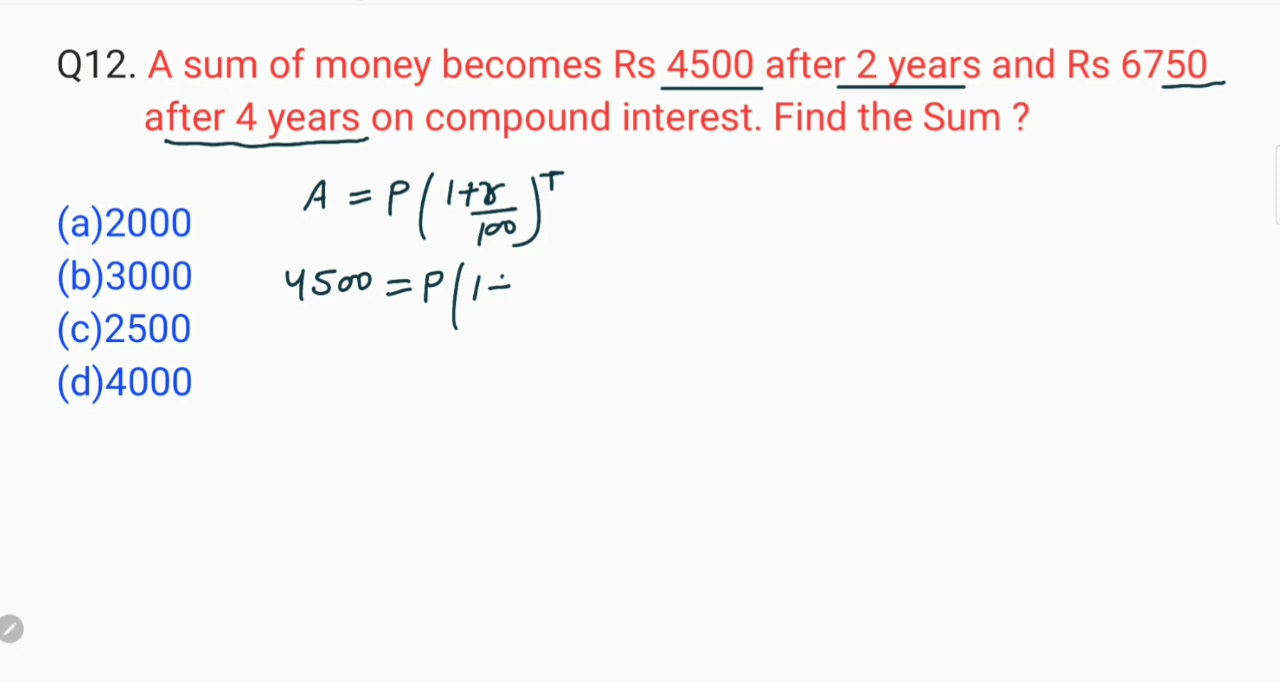 Q12. A sum of money becomes Rs 4500 after 2 years and Rs 6750
after 4 years on compound interest. Find the Sum ?
A = P(1+r/100)^T
(a)2000
(b)3000
4500 = P(1+
(c)2500
(d)4000